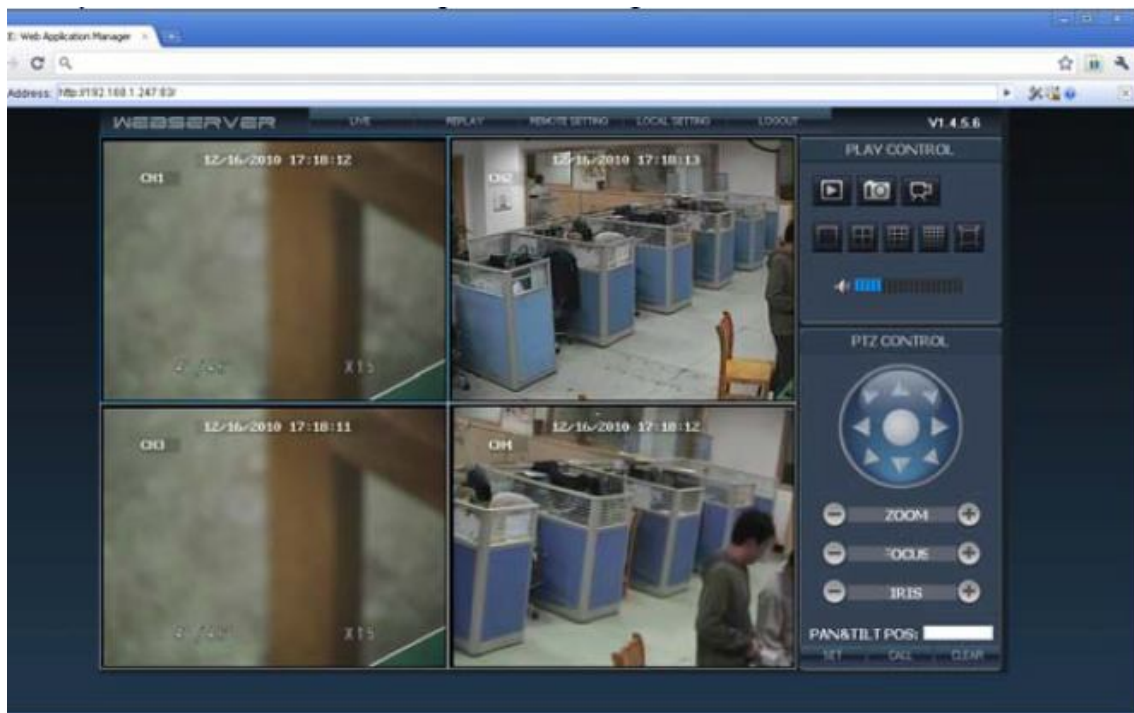 E: Web Application Manager
Address: http://192.168.1.247:83/
WEBSERVER LIVE REPLAY REMOTE SETTING LOCAL SETTING LOGOUT V1.4.5.6
12/16/2010 17:18:12
CH1
X15
12/16/2010 17:18:13
CH2
12/16/2010 17:18:11
CH3
X15
12/16/2010 17:18:12
CH4
PLAY CONTROL
PTZ CONTROL
ZOOM
FOCUS
IRIS
PAN&TILT POS:
SET CALL CLEAR